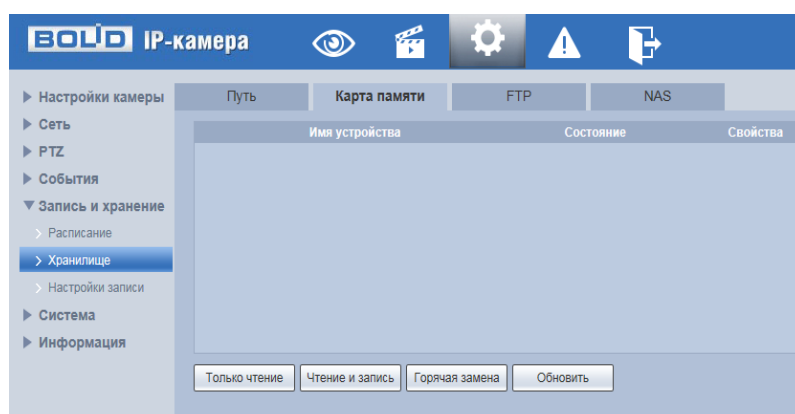 BOLID IP-камера
Настройки камеры
Сеть
PTZ
События
Запись и хранение
Расписание
Хранилище
Настройки записи
Система
Информация
Путь Карта памяти FTP NAS
Имя устройства Состояние Свойства
Только чтение Чтение и запись Горячая замена Обновить